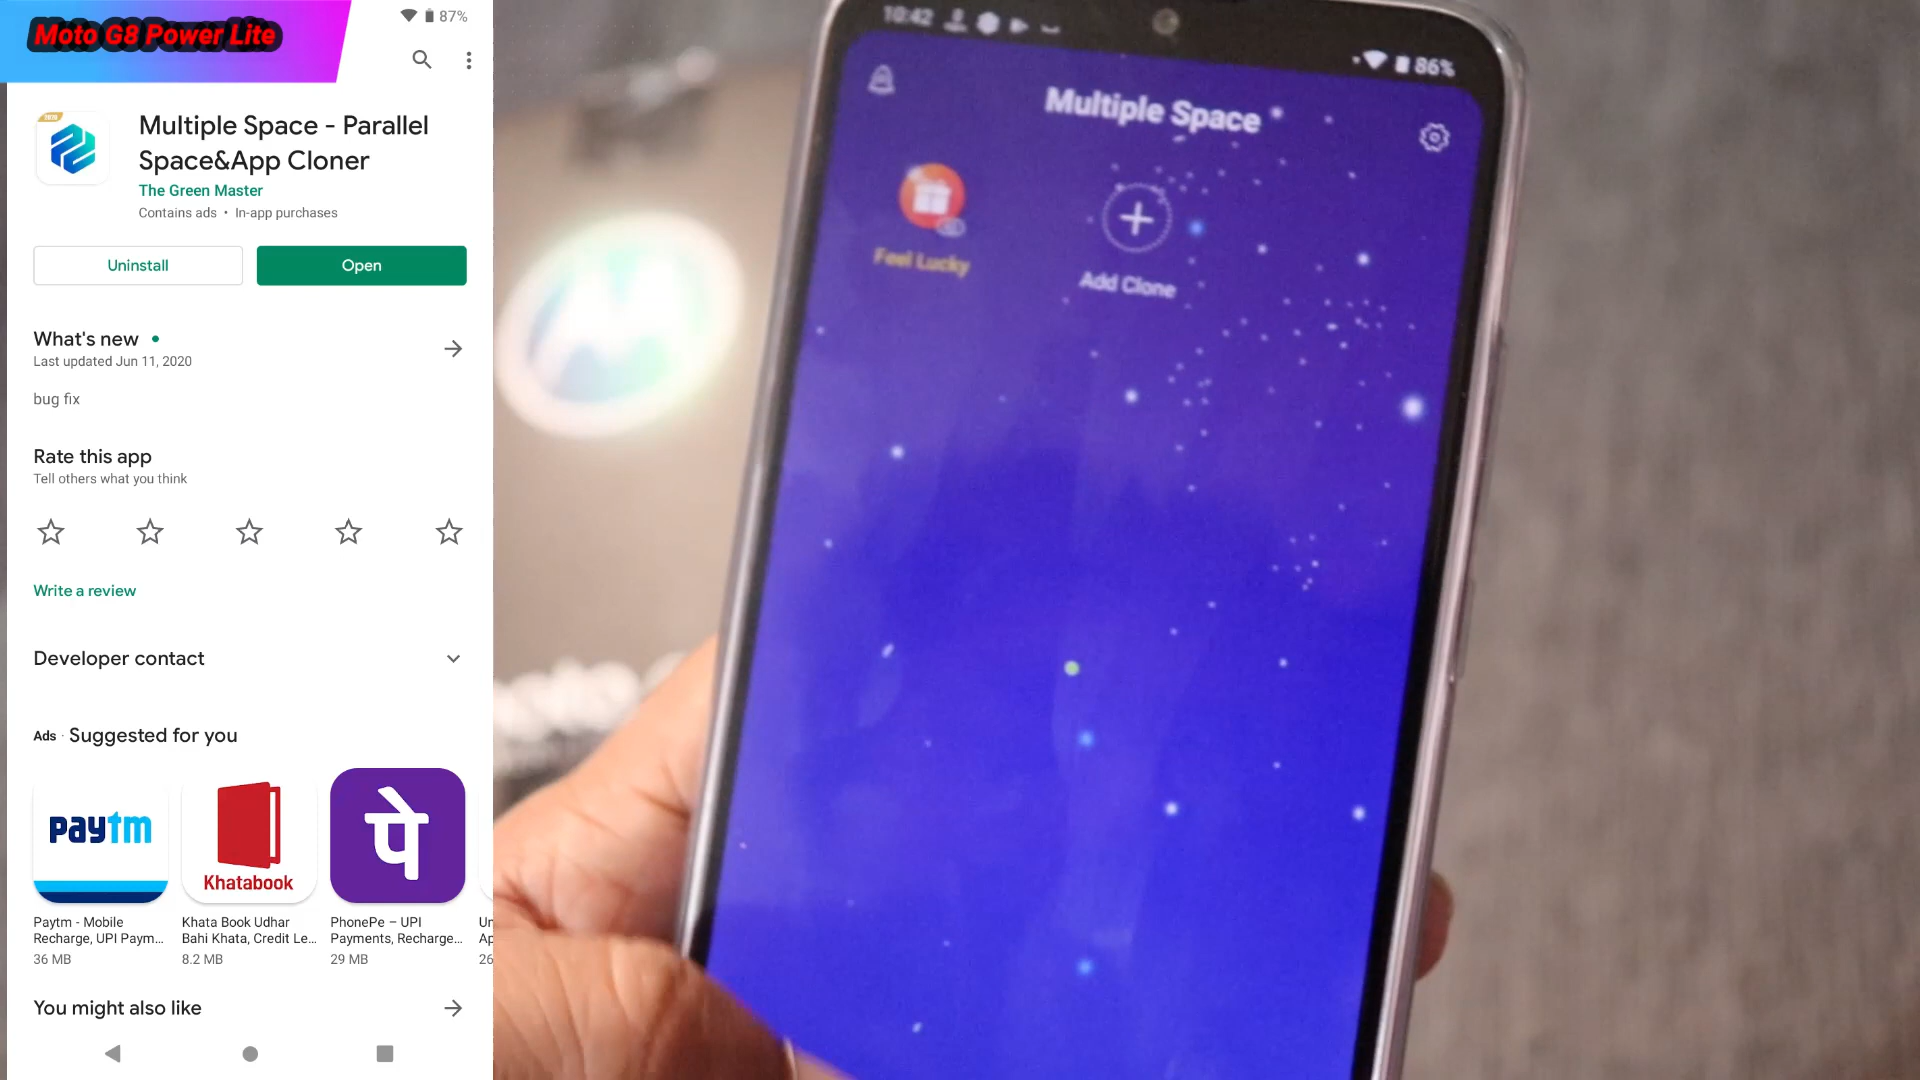 Moto G8 Power Lite
87%
Multiple Space - Parallel
Space&App Cloner
The Green Master
Contains ads • In-app purchases
Uninstall
Open
What's new •
Last updated Jun 11, 2020
bug fix
Rate this app
Tell others what you think
Write a review
Developer contact
Ads · Suggested for you
paytm
Khatabook
पे
Paytm - Mobile
Recharge, UPI Paym...
36 MB
Khata Book Udhar
Bahi Khata, Credit Le...
8.2 MB
PhonePe – UPI
Payments, Recharge...
29 MB
You might also like
10:42
86%
Multiple Space
Feel Lucky
Add Clone